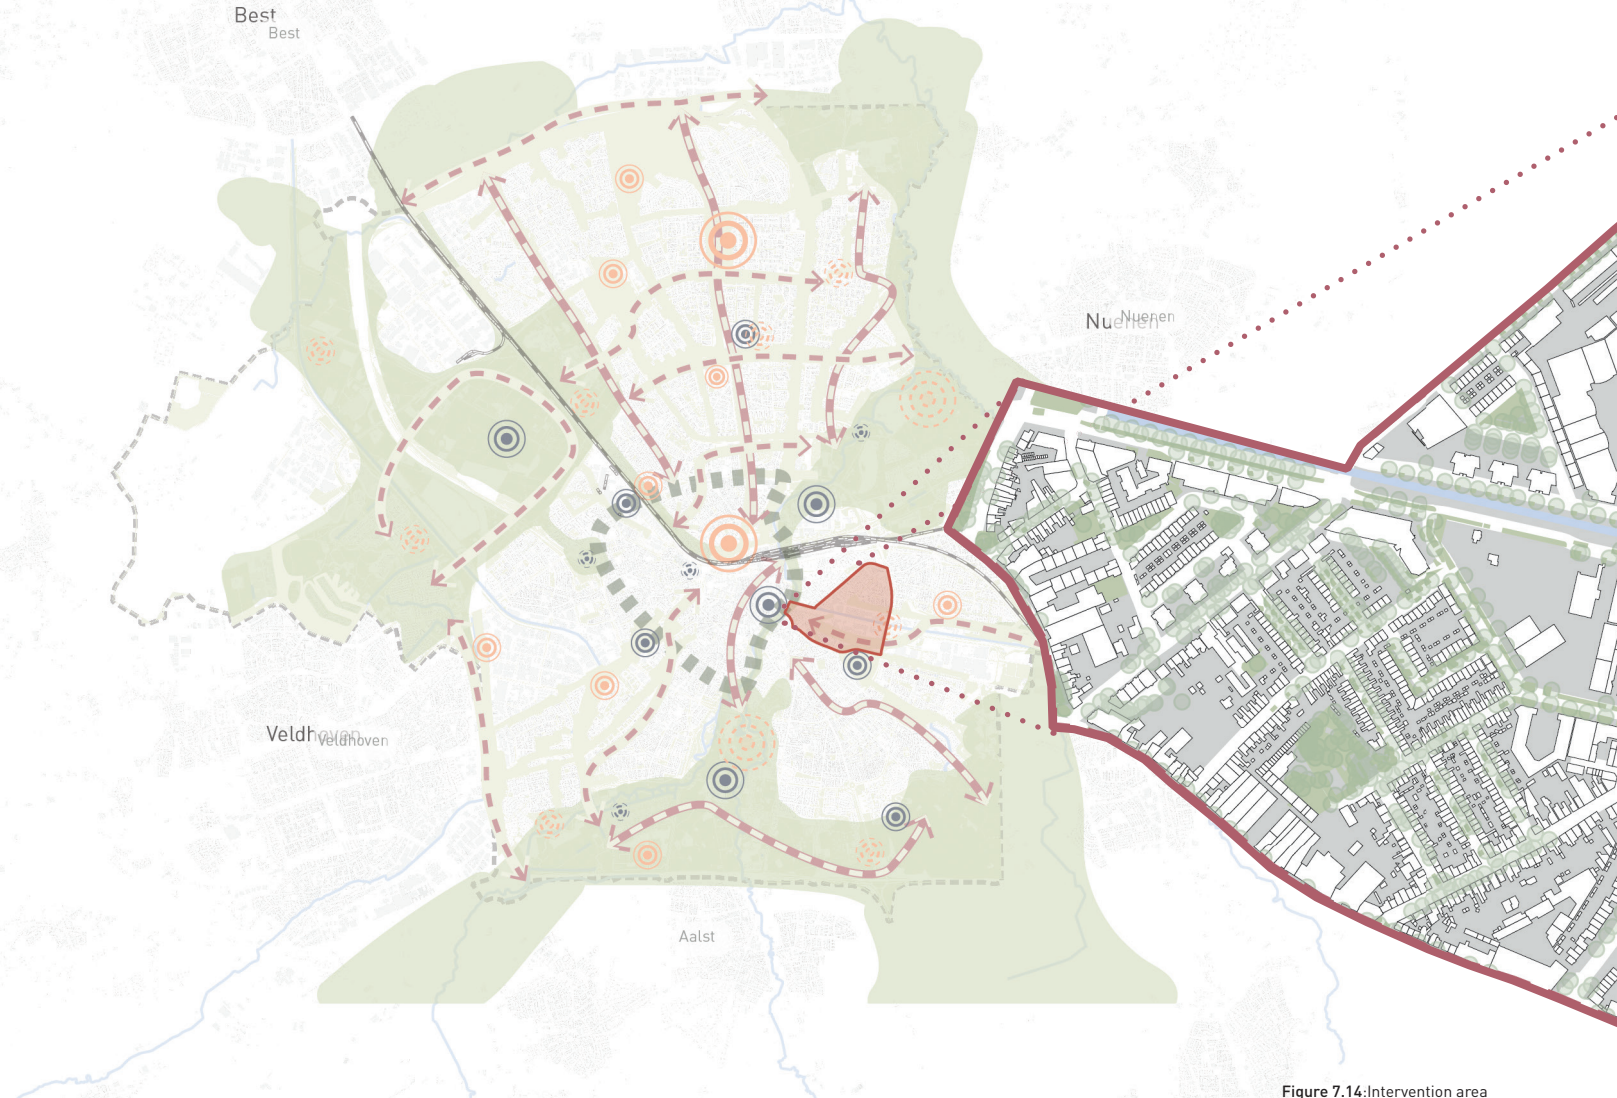 Best
Best
Nuenen
Nuenen
Veldhoven
Veldhoven
Aalst
Figure 7.14:Intervention area